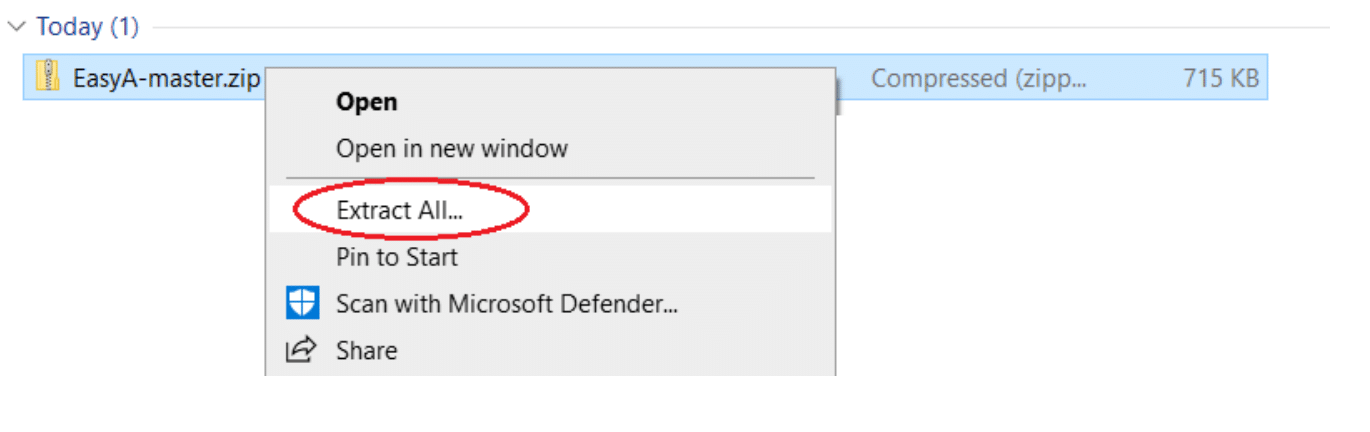 Today (1)
EasyA-master.zip Compressed (zipp... 715 KB
Open
Open in new window
Extract All...
Pin to Start
Scan with Microsoft Defender...
Share